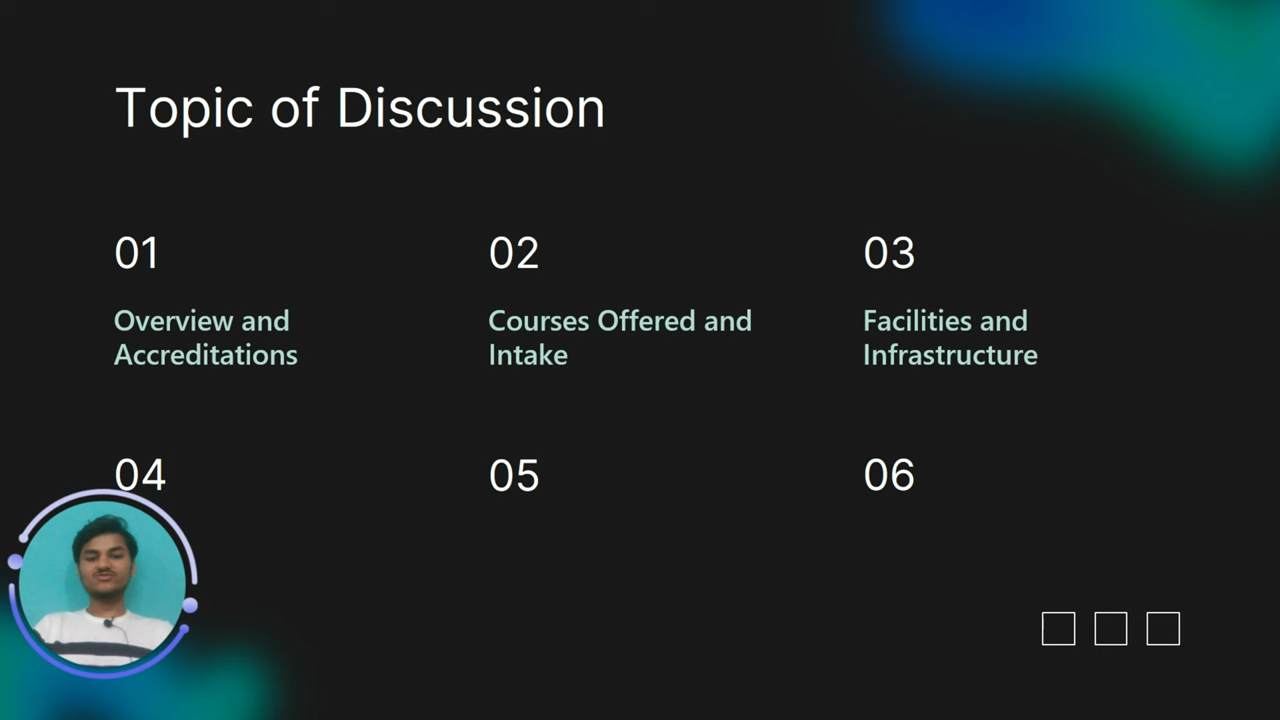 Topic of Discussion
01
02
03
Overview and
Accreditations
Courses Offered and
Intake
Facilities and
Infrastructure
04
05
06